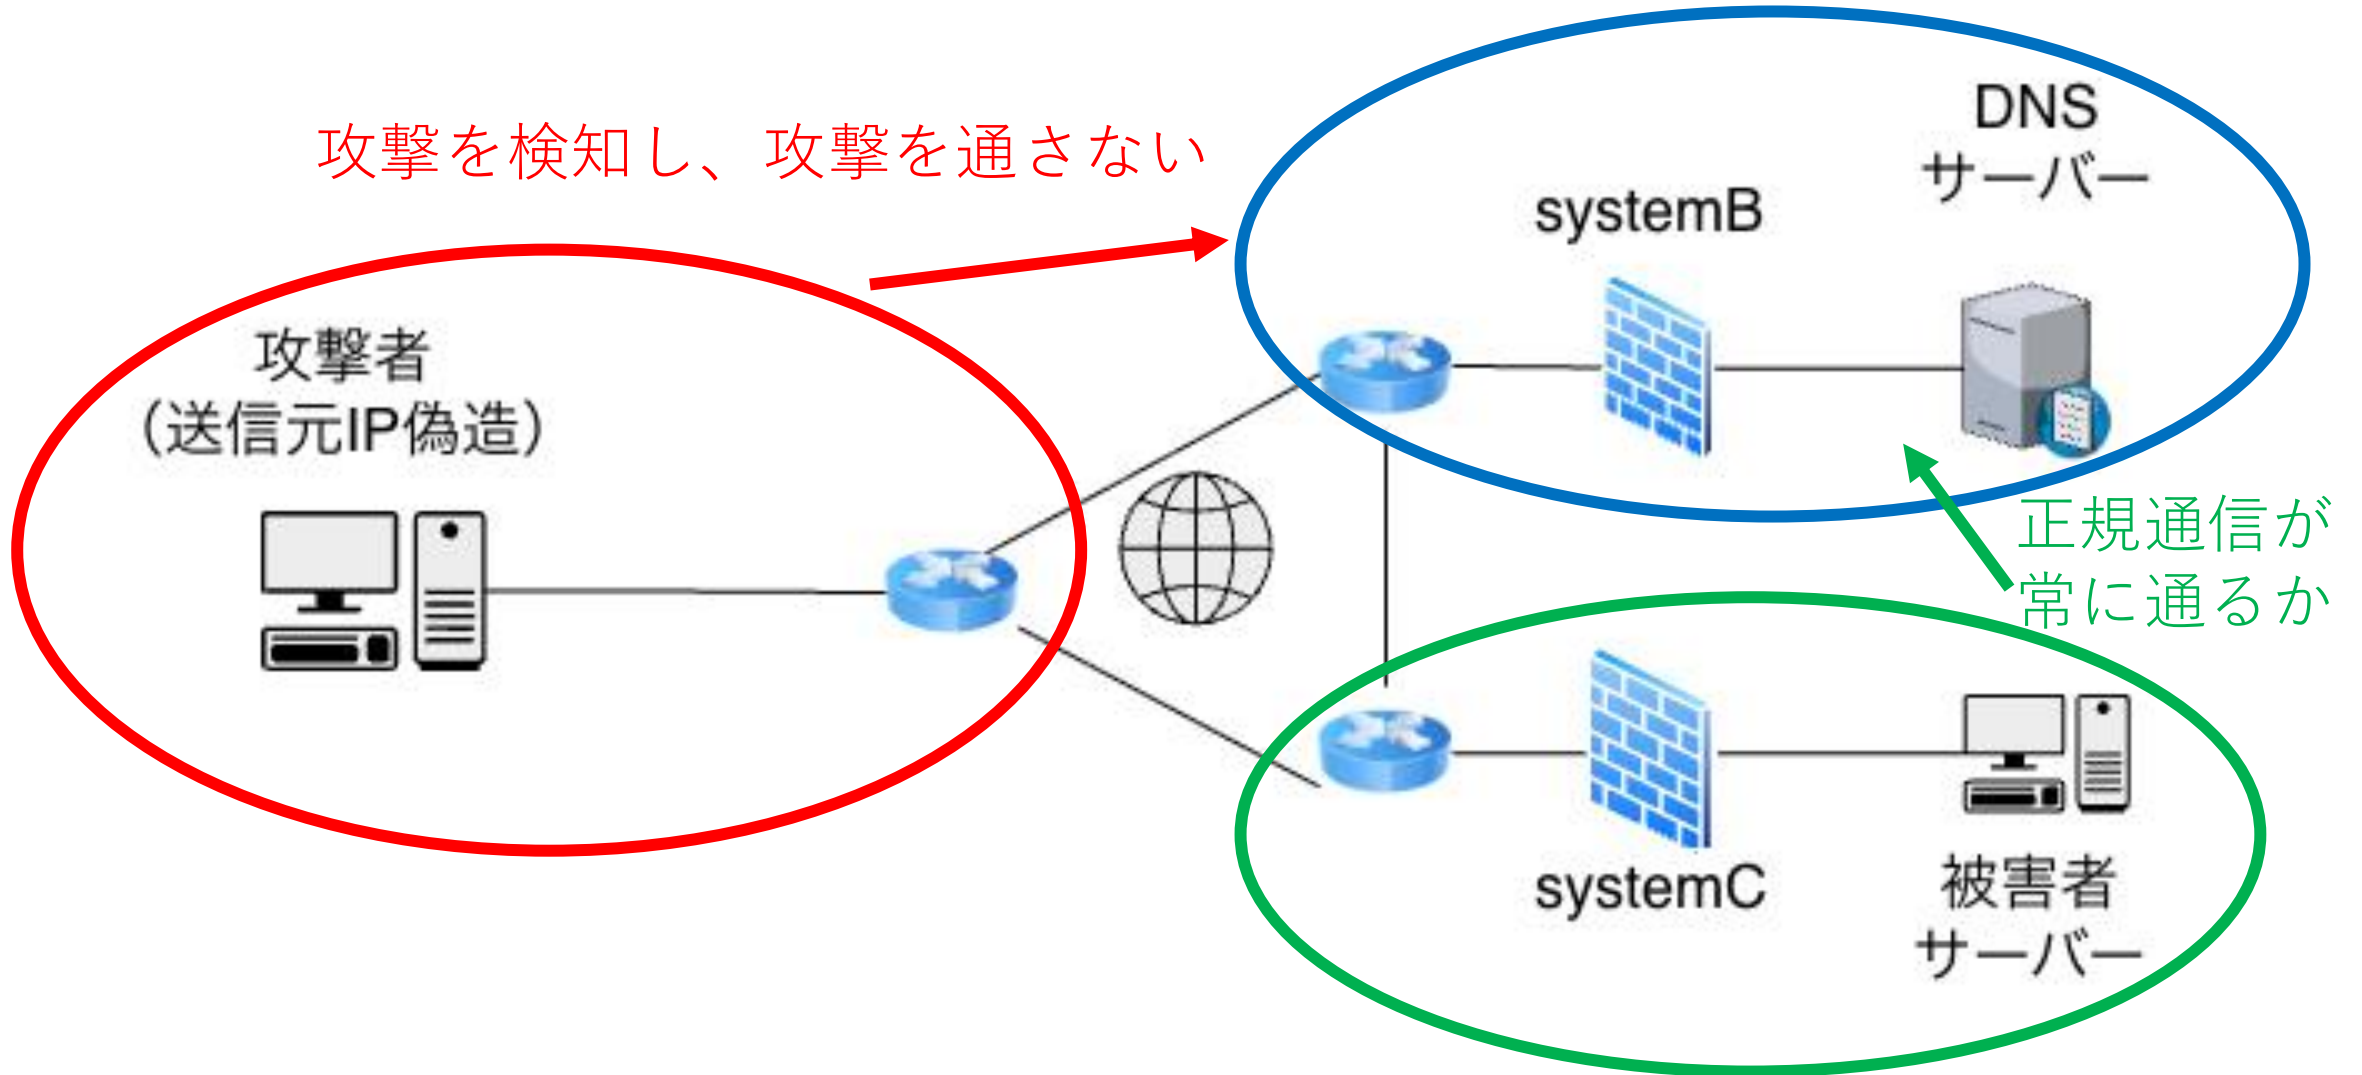 攻撃を検知し、攻撃を通さない
DNS
サーバー
systemB
攻撃者
（送信元IP偽造）
正規通信が
常に通るか
systemC
被害者
サーバー